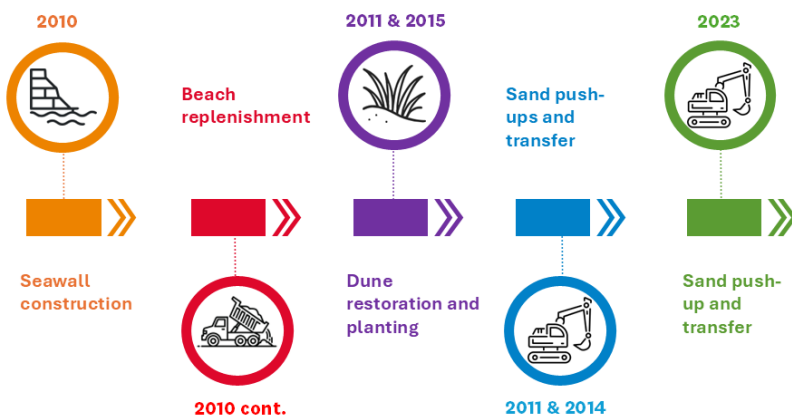 2010
2011 & 2015
2023
Beach
replenishment
Sand push-
ups and
transfer
Seawall
construction
Dune
restoration and
planting
Sand push-
up and
transfer
2010 cont.
2011 & 2014